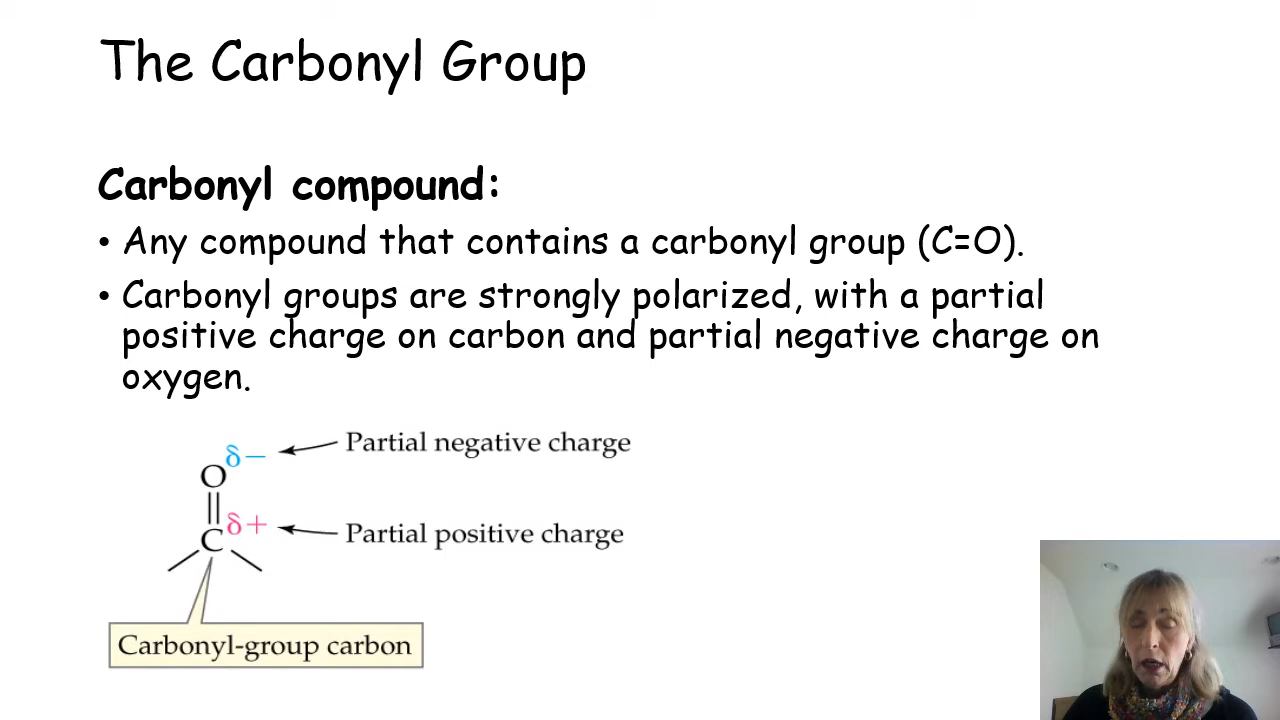 The Carbonyl Group
Carbonyl compound:
• Any compound that contains a carbonyl group (C=O).
• Carbonyl groups are strongly polarized, with a partial
positive charge on carbon and partial negative charge on
oxygen.
δ− Partial negative charge
O
δ+ Partial positive charge
C
Carbonyl-group carbon